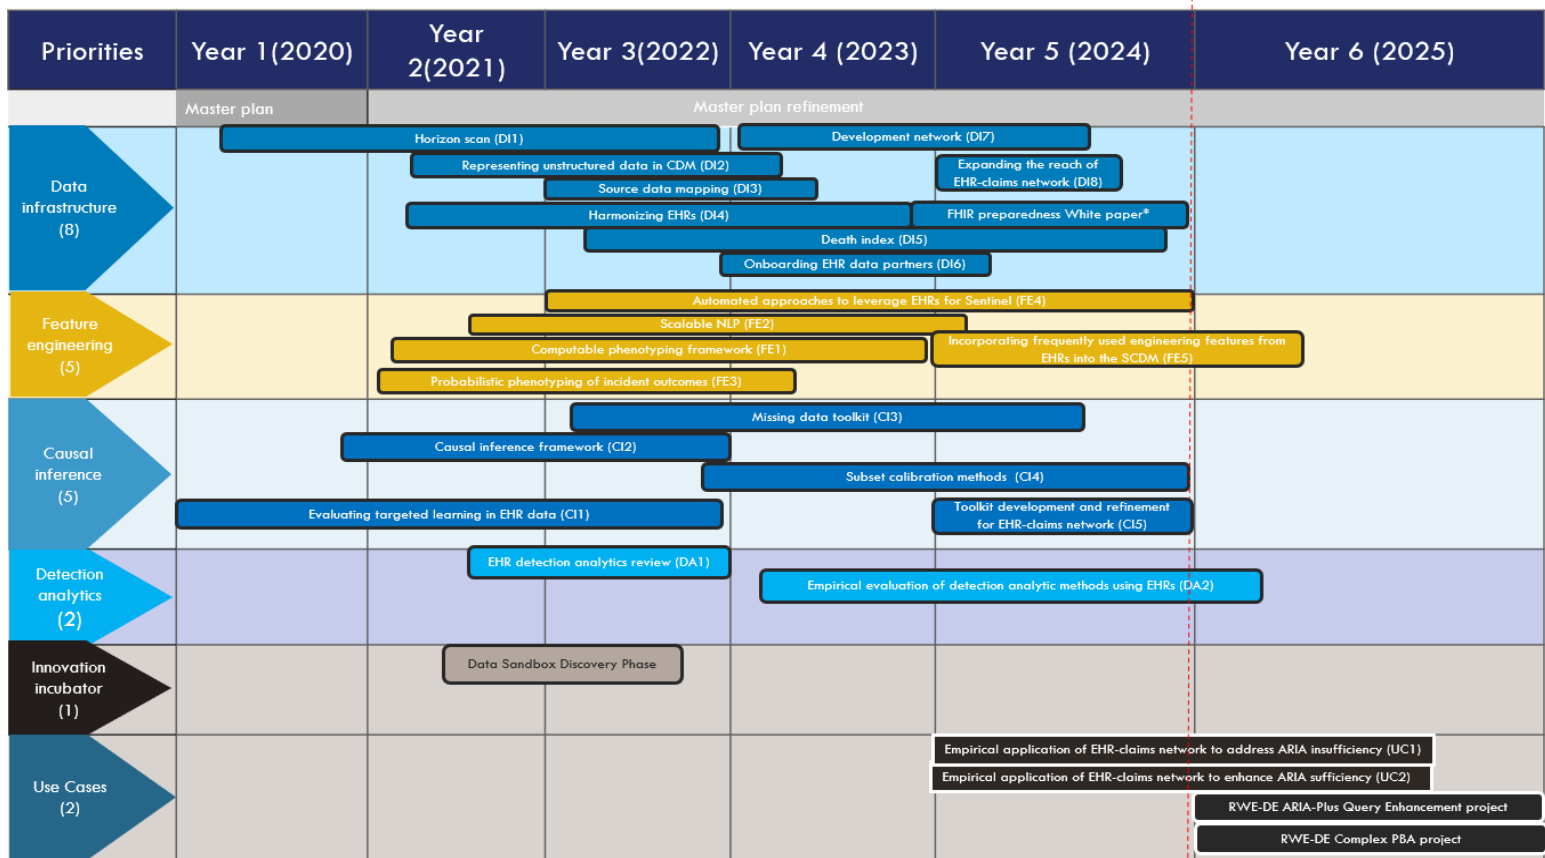 Priorities
Year 1(2020)
Year
2(2021)
Year 3(2022)
Year 4 (2023)
Year 5 (2024)
Year 6 (2025)
Master plan
Master plan refinement
Data
infrastructure
(8)
Horizon scan (DI1)
Development network (DI7)
Representing unstructured data in CDM (DI2)
Expanding the reach of
EHR-claims network (DI8)
Source data mapping (DI3)
Harmonizing EHRs (DI4)
FHIR preparedness White paper*
Death index (DI5)
Onboarding EHR data partners (DI6)
Feature
engineering
(5)
Automated approaches to leverage EHRs for Sentinel (FE4)
Scalable NLP (FE2)
Computable phenotyping framework (FE1)
Incorporating frequently used engineering features from
EHRs into the SCDM (FE5)
Probabilistic phenotyping of incident outcomes (FE3)
Causal
inference
(5)
Missing data toolkit (CI3)
Causal inference framework (CI2)
Subset calibration methods (CI4)
Evaluating targeted learning in EHR data (CI1)
Toolkit development and refinement
for EHR-claims network (CI5)
Detection
analytics
(2)
EHR detection analytics review (DA1)
Empirical evaluation of detection analytic methods using EHRs (DA2)
Innovation
incubator
(1)
Data Sandbox Discovery Phase
Use Cases
(2)
Empirical application of EHR-claims network to address ARIA insufficiency (UC1)
Empirical application of EHR-claims network to enhance ARIA sufficiency (UC2)
RWE-DE ARIA-Plus Query Enhancement project
RWE-DE Complex PBA project